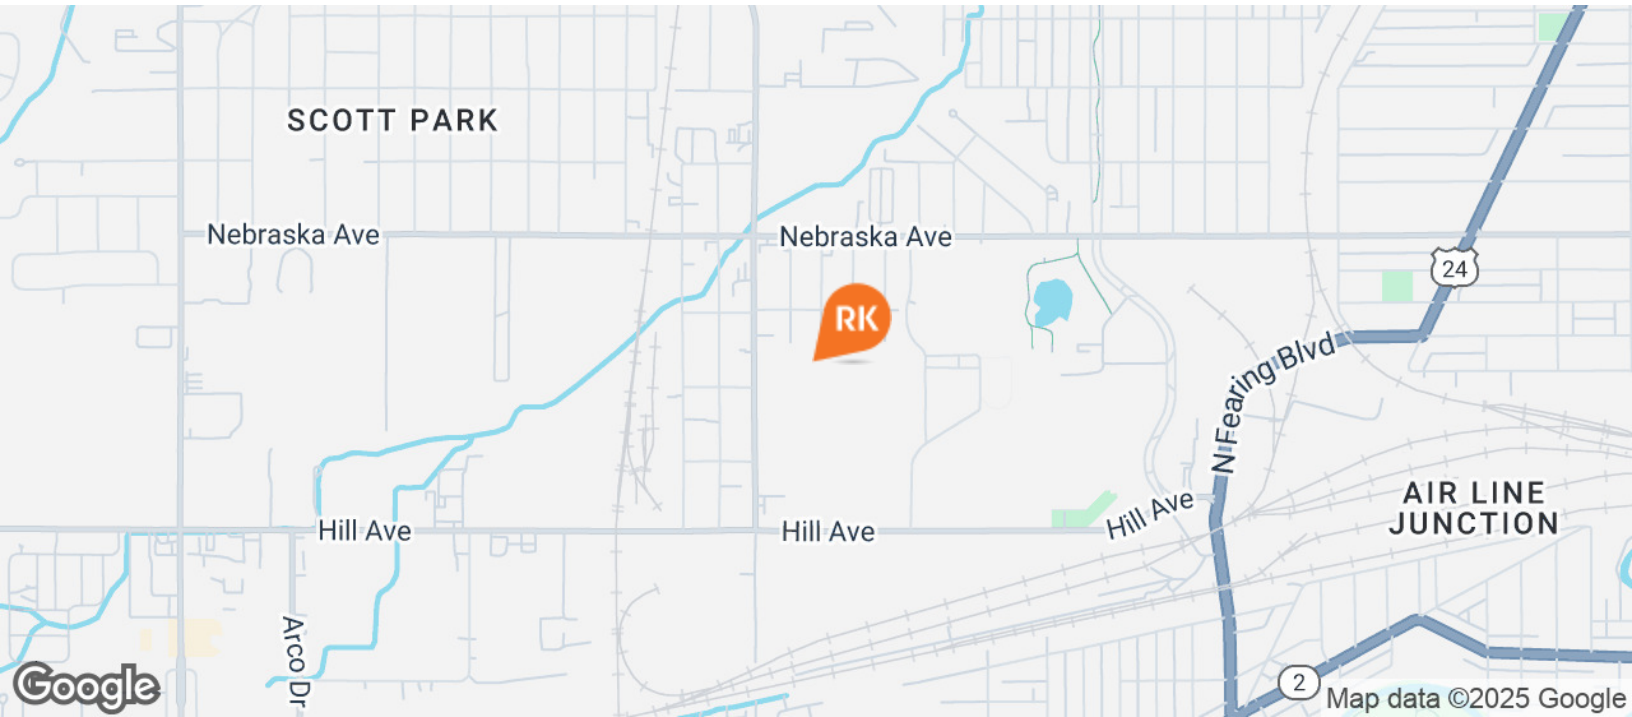 SCOTT PARK
Nebraska Ave
Nebraska Ave
24
RK
N Fearing Blvd
AIR LINE
JUNCTION
Hill Ave
Hill Ave
Hill Ave
Arco Dr
2
Google
Map data ©2025 Google